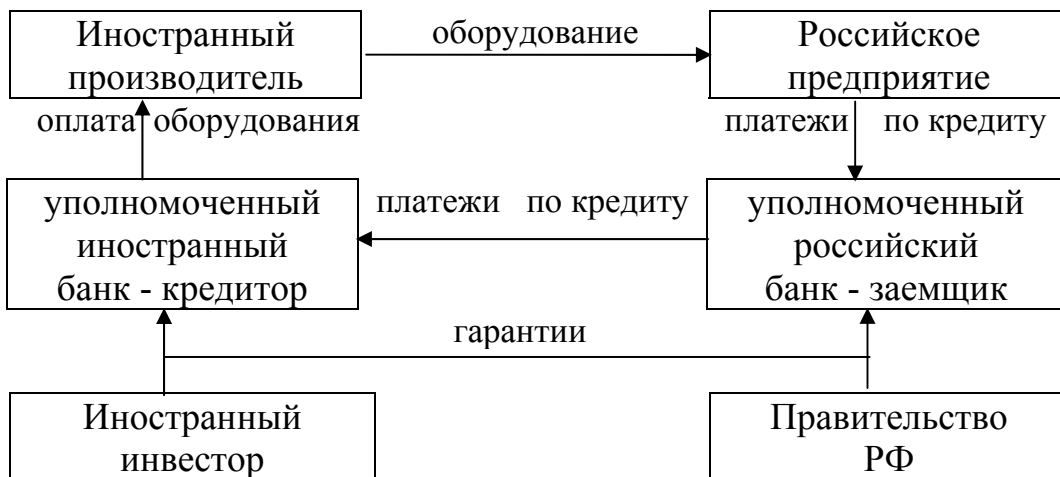 Иностранный
производитель
оборудование
Российское
предприятие
оплата оборудования
платежи по кредиту
уполномоченный
иностранный
банк - кредитор
платежи по кредиту
уполномоченный
российский
банк - заемщик
гарантии
Иностранный
инвестор
Правительство
РФ